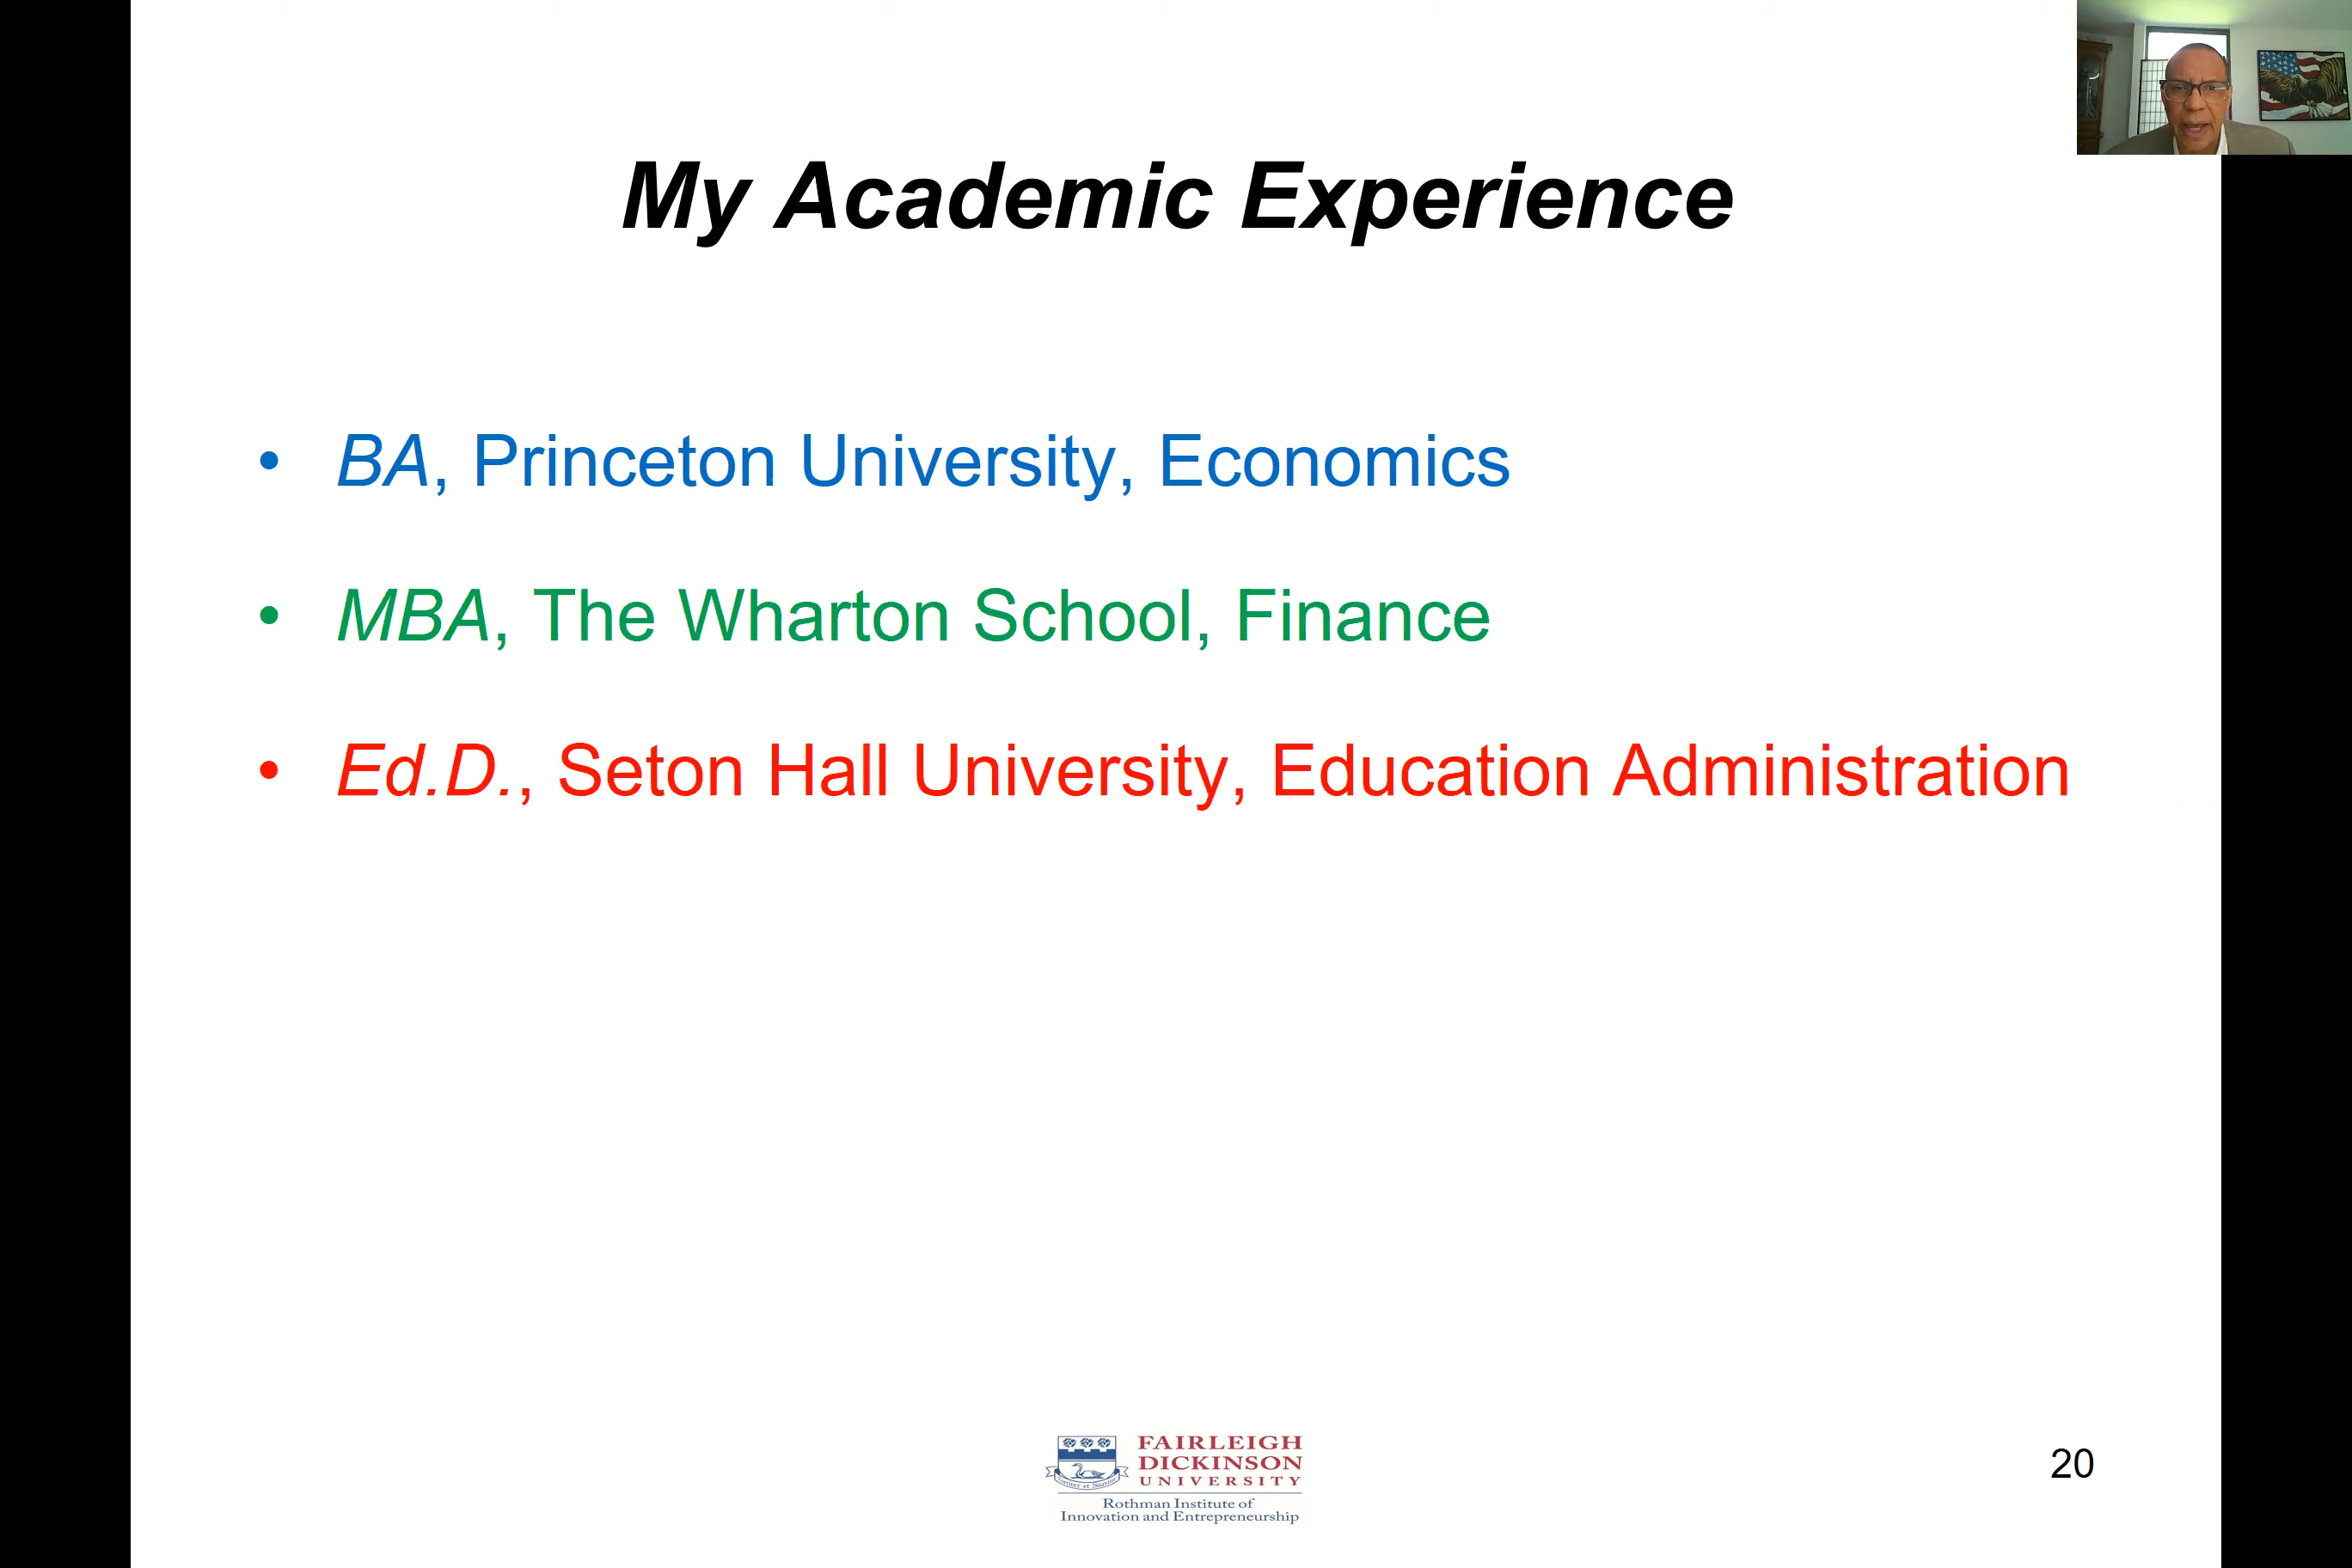 My Academic Experience
• BA, Princeton University, Economics
• MBA, The Wharton School, Finance
• Ed.D., Seton Hall University, Education Administration
FAIRLEIGH
DICKINSON
UNIVERSITY
Rothman Institute of
Innovation and Entrepreneurship
20